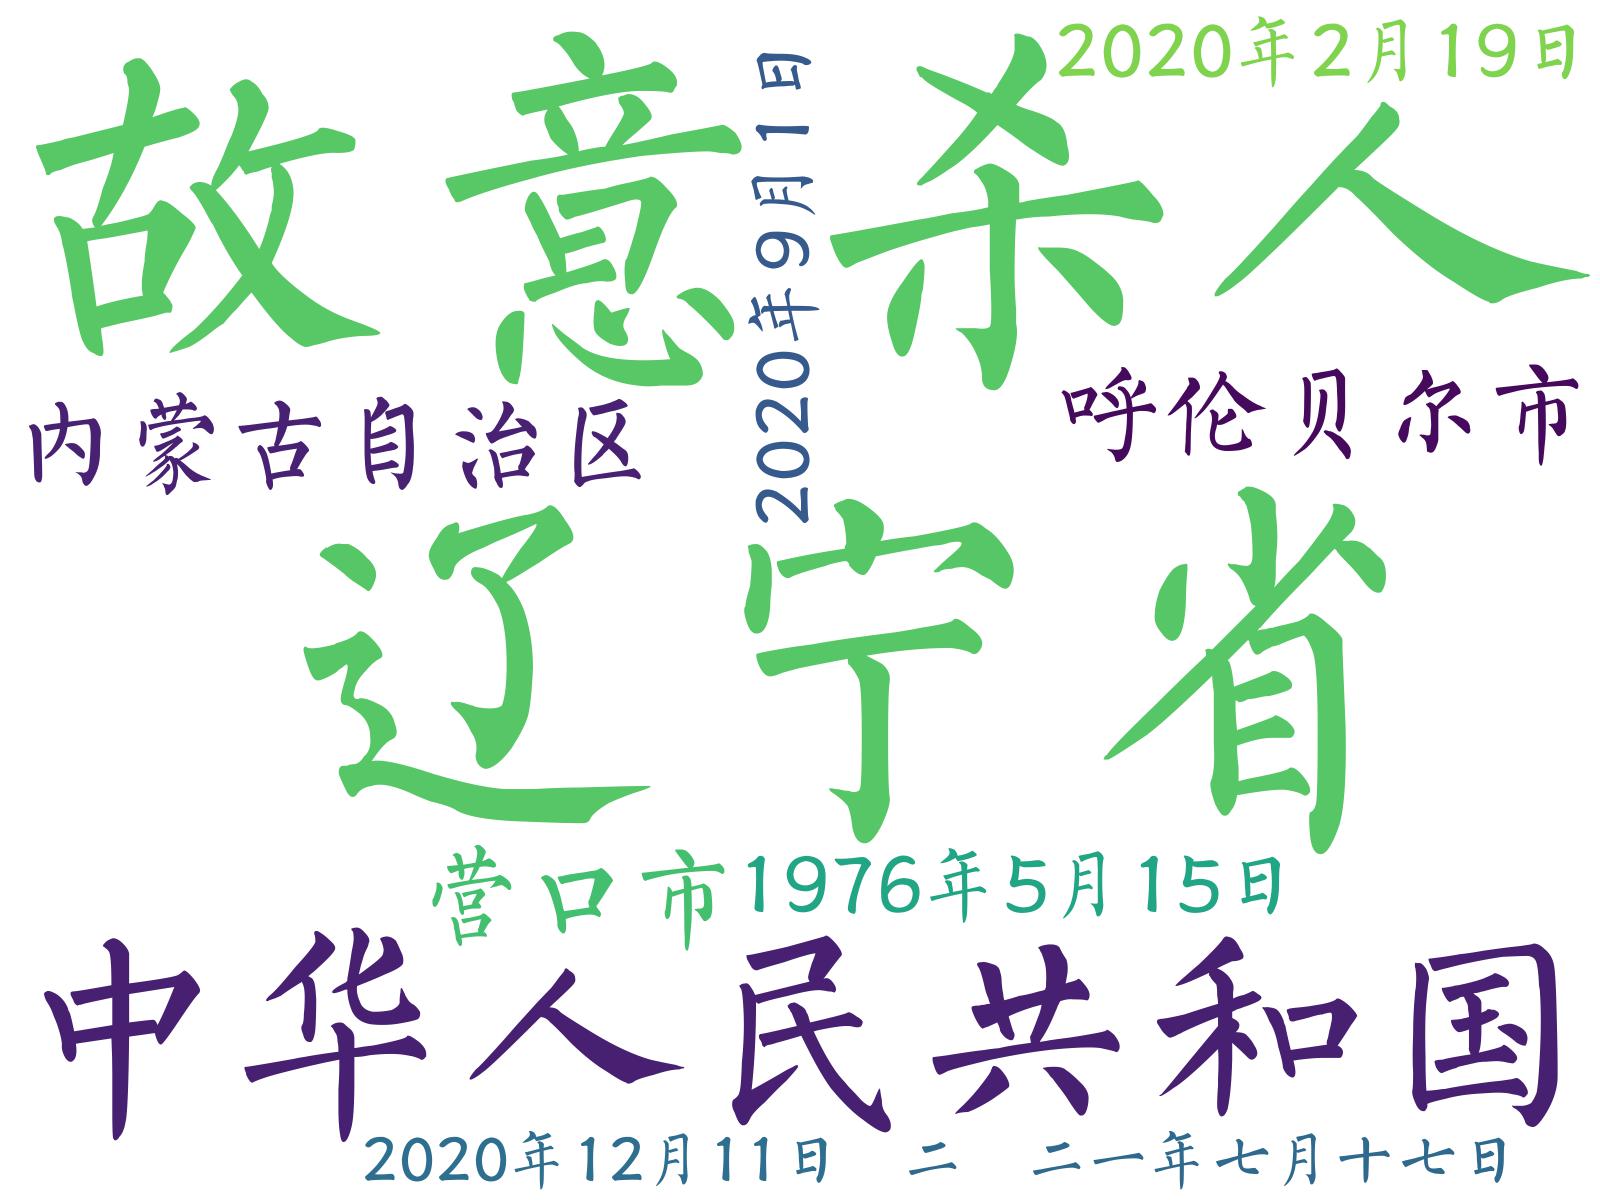 2020年2月19日
故意杀人
2020年9月1日
内蒙古自治区
呼伦贝尔市
辽宁省
营口市
1976年5月15日
中华人民共和国
2020年12月11日
二 二一年七月十七日